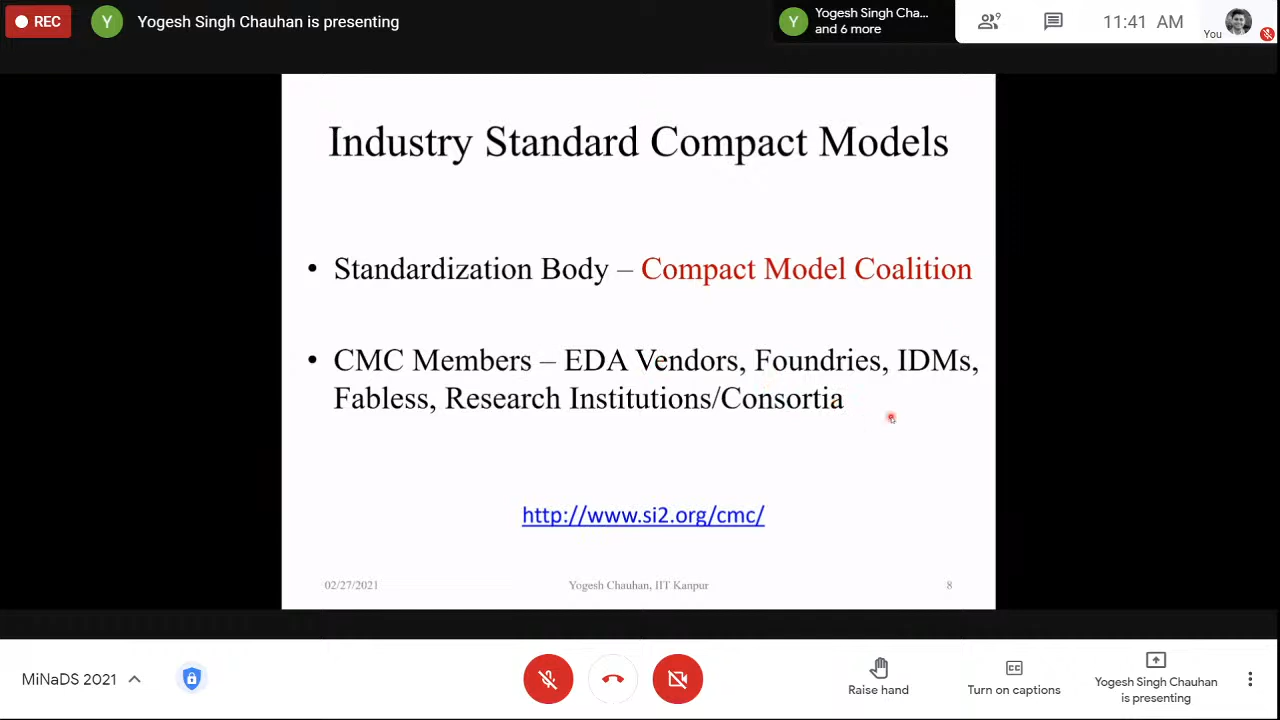 REC
Y
Yogesh Singh Chauhan is presenting
Y
Yogesh Singh Cha...
and 6 more
9
11:41 AM
You
Industry Standard Compact Models
• Standardization Body – Compact Model Coalition
• CMC Members – EDA Vendors, Foundries, IDMs,
Fabless, Research Institutions/Consortia
http://www.si2.org/cmc/
02/27/2021
Yogesh Chauhan, IIT Kanpur
8
MiNaDS 2021
Raise hand
CC
Turn on captions
Yogesh Singh Chauhan
is presenting